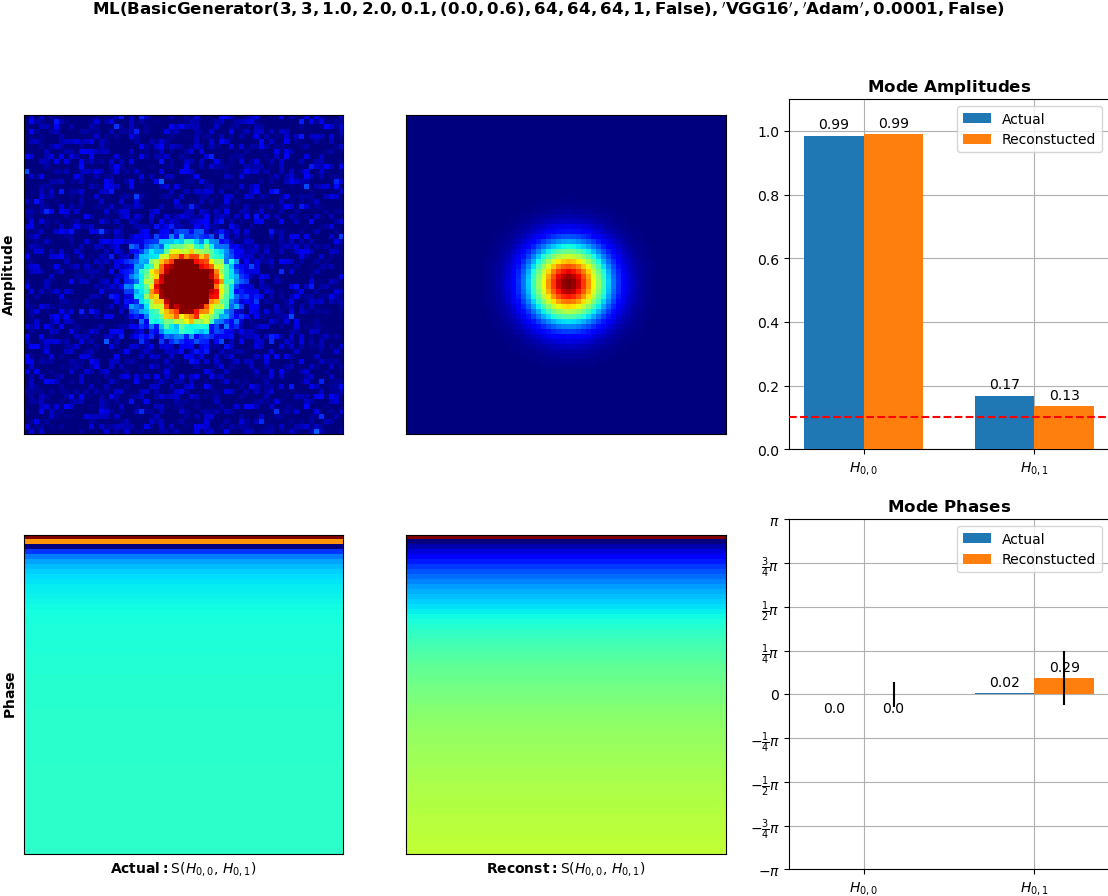 ML(BasicGenerator(3, 3, 1.0, 2.0, 0.1, (0.0, 0.6), 64, 64, 64, 1, False), ′VGG16′, ′Adam′, 0.0001, False)
Amplitude
Mode Amplitudes
Actual
Reconstucted
1.0
0.8
0.6
0.4
0.2
0.0
0.99
0.99
0.17
0.13
H0,0
H0,1
Phase
Actual: S(H0,0, H0,1)
Reconst: S(H0,0, H0,1)
Mode Phases
Actual
Reconstucted
π
3/4π
1/2π
1/4π
0
−1/4π
−1/2π
−3/4π
−π
0.0
0.0
0.02
0.29
H0,0
H0,1